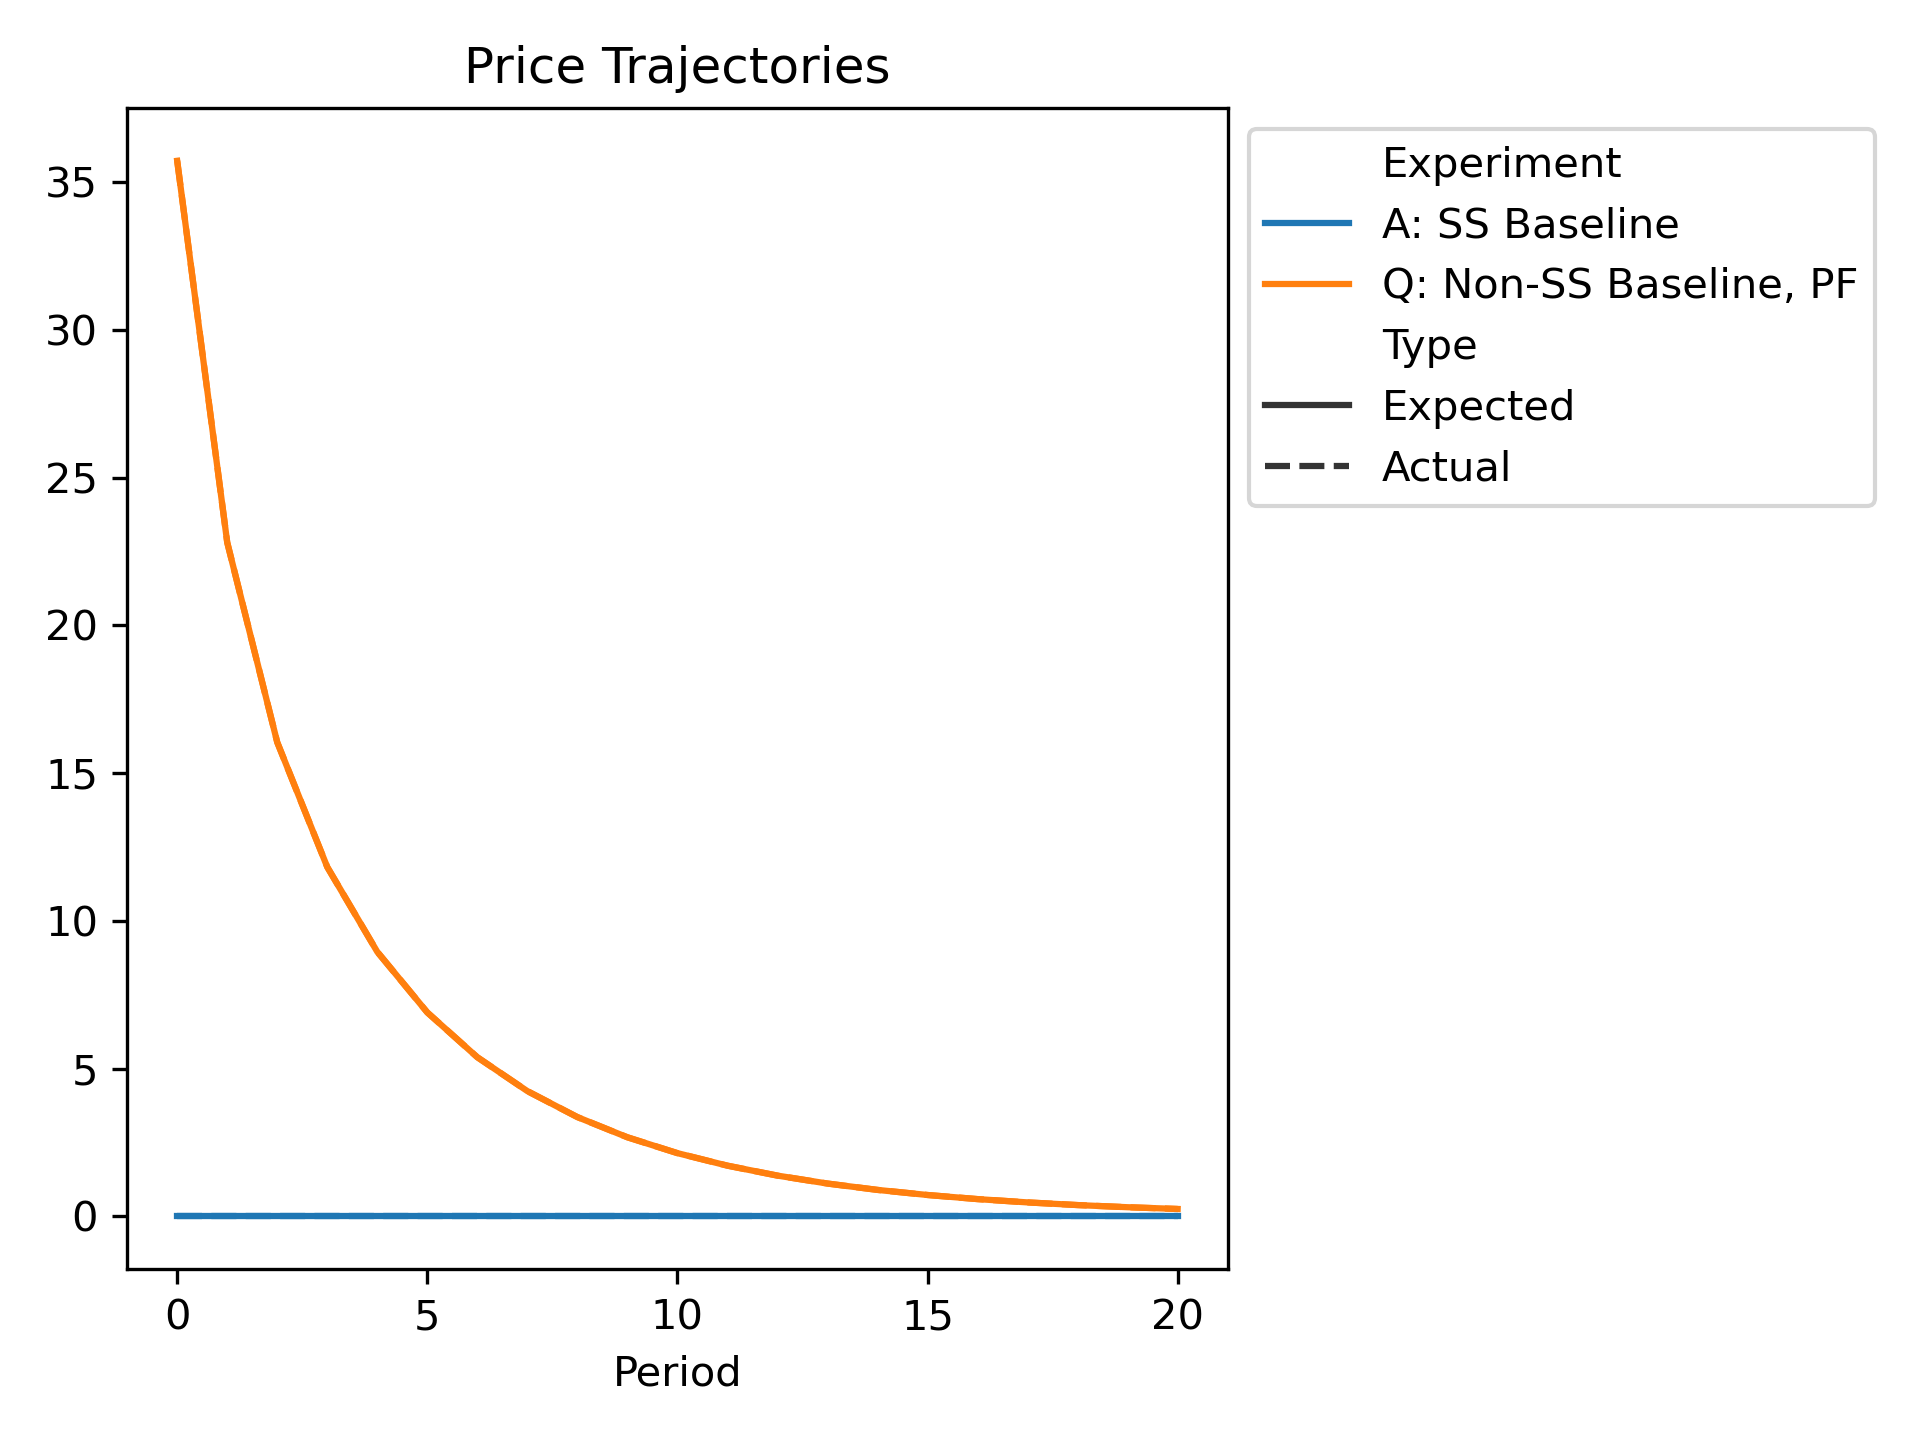 Price Trajectories
35
30
25
20
15
10
5
0
0 5 10 15 20
Period
Experiment
A: SS Baseline
Q: Non-SS Baseline, PF
Type
Expected
Actual